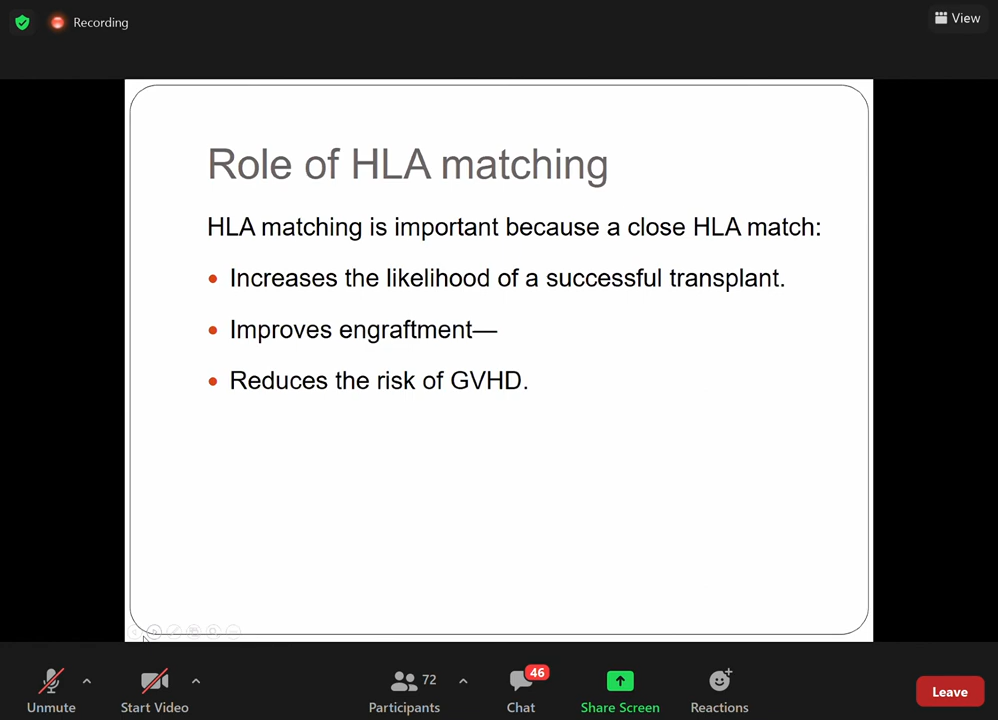 Recording
View
Role of HLA matching
HLA matching is important because a close HLA match:
• Increases the likelihood of a successful transplant.
• Improves engraftment—
• Reduces the risk of GVHD.
Unmute
Start Video
72
Participants
46
Chat
Share Screen
Reactions
Leave